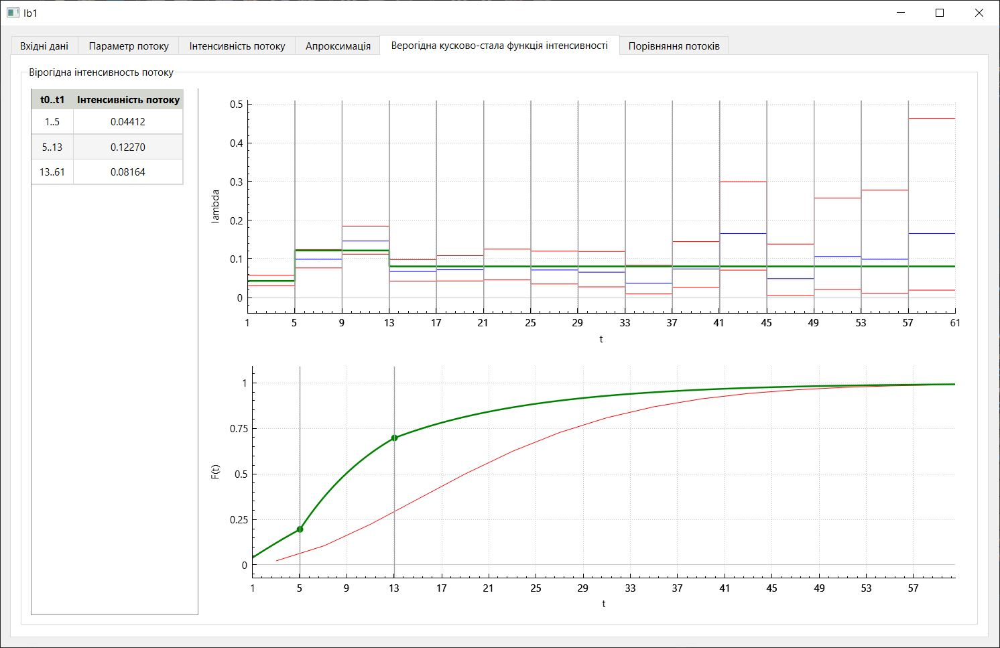 lb1
Вхідні дані Параметр потоку Інтенсивність потоку Апроксимація Верогідна кусково-стала функція інтенсивності Порівняння потоків
Вірогідна інтенсивность потоку
t0..t1 Інтенсивність потоку
1..5 0.04412
5..13 0.12270
13..61 0.08164
0.5
0.4
0.3
0.2
0.1
0
lambda
1 5 9 13 17 21 25 29 33 37 41 45 49 53 57 61
t
1
0.75
0.5
0.25
0
F(t)
1 5 9 13 17 21 25 29 33 37 41 45 49 53 57
t